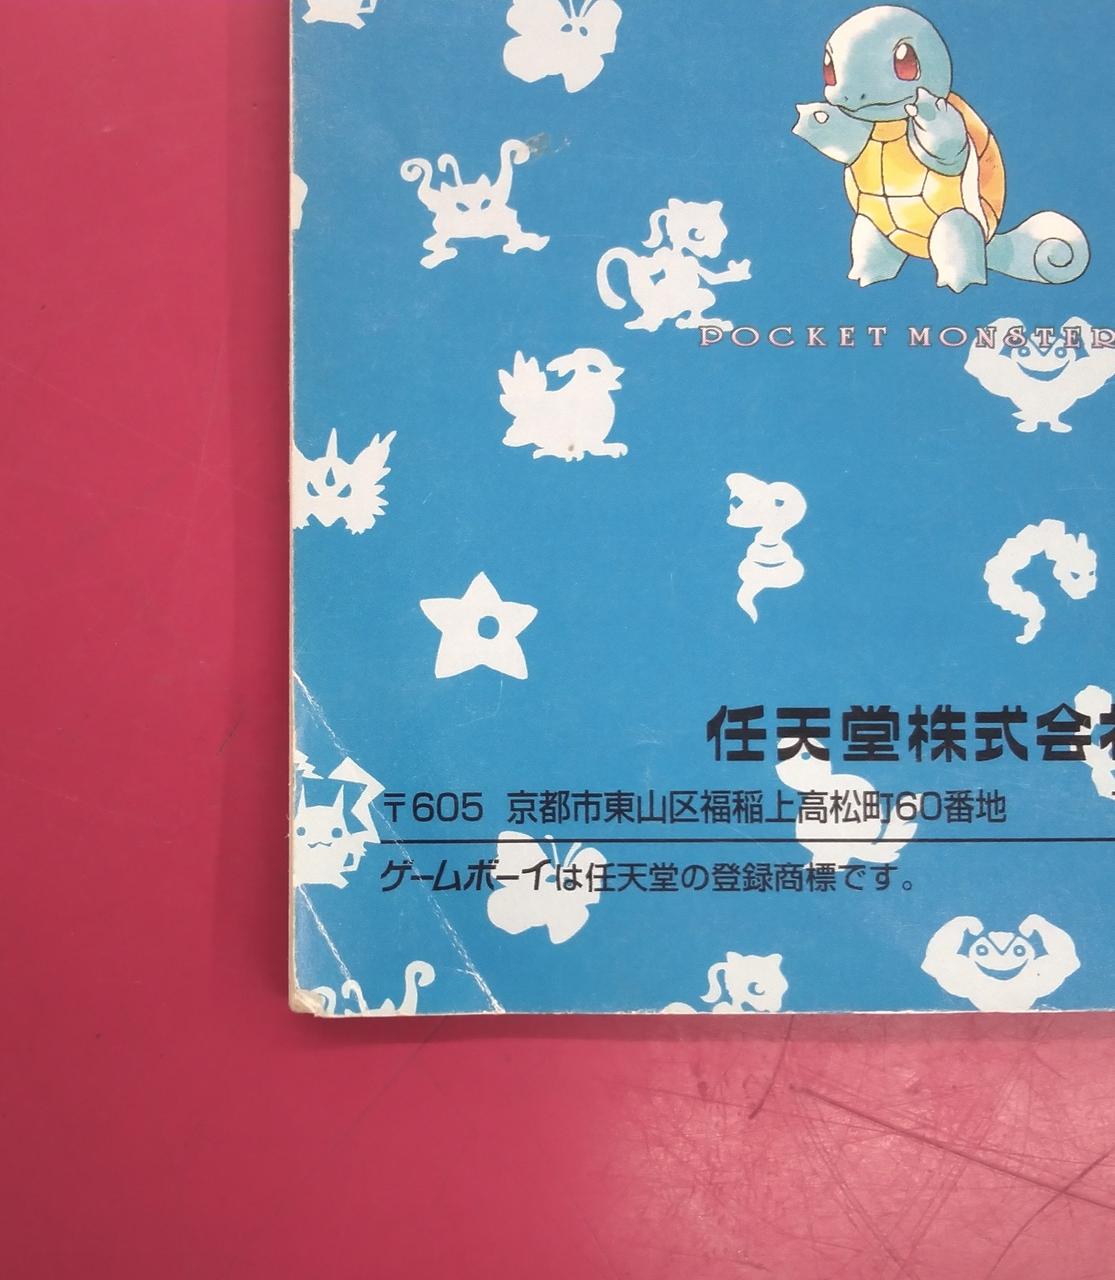 POCKET MONSTER
任天堂株式会社
〒605 京都市東山区福稲上高松町60番地
ゲームボーイは任天堂の登録商標です。